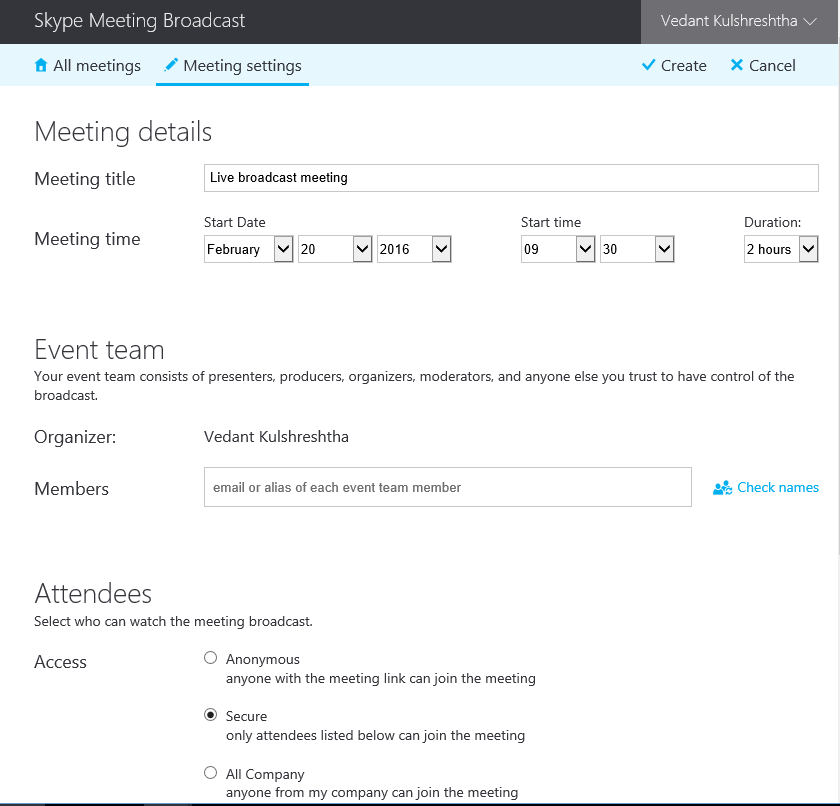 Skype Meeting Broadcast
Vedant Kulshreshtha
All meetings
Meeting settings
Create
Cancel
Meeting details
Meeting title
Live broadcast meeting
Meeting time
Start Date
Start time
Duration:
February
20
2016
09
30
2 hours
Event team
Your event team consists of presenters, producers, organizers, moderators, and anyone else you trust to have control of the
broadcast.
Organizer:
Vedant Kulshreshtha
Members
email or alias of each event team member
Check names
Attendees
Select who can watch the meeting broadcast.
Access
Anonymous
anyone with the meeting link can join the meeting
Secure
only attendees listed below can join the meeting
All Company
anyone from my company can join the meeting